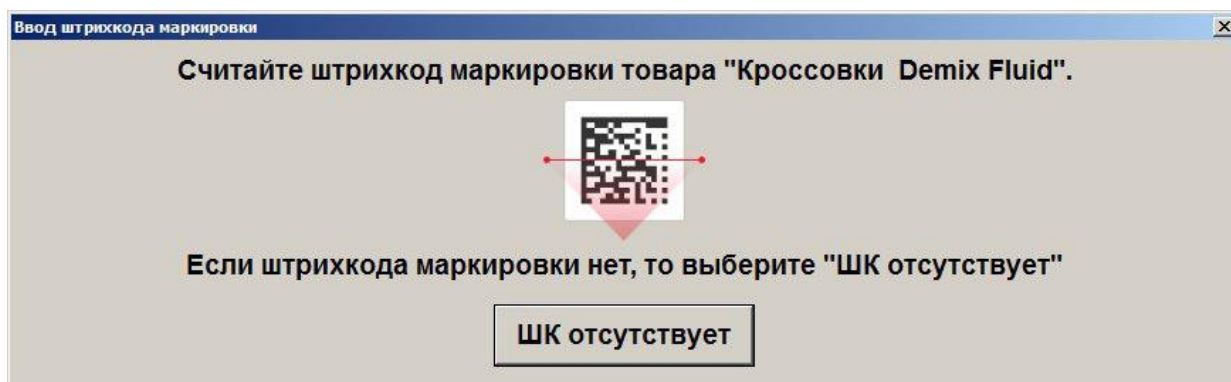 Ввод штрихкода маркировки
Считайте штрихкод маркировки товара "Кроссовки  Demix Fluid".
Если штрихкода маркировки нет, то выберите "ШК отсутствует"
ШК отсутствует